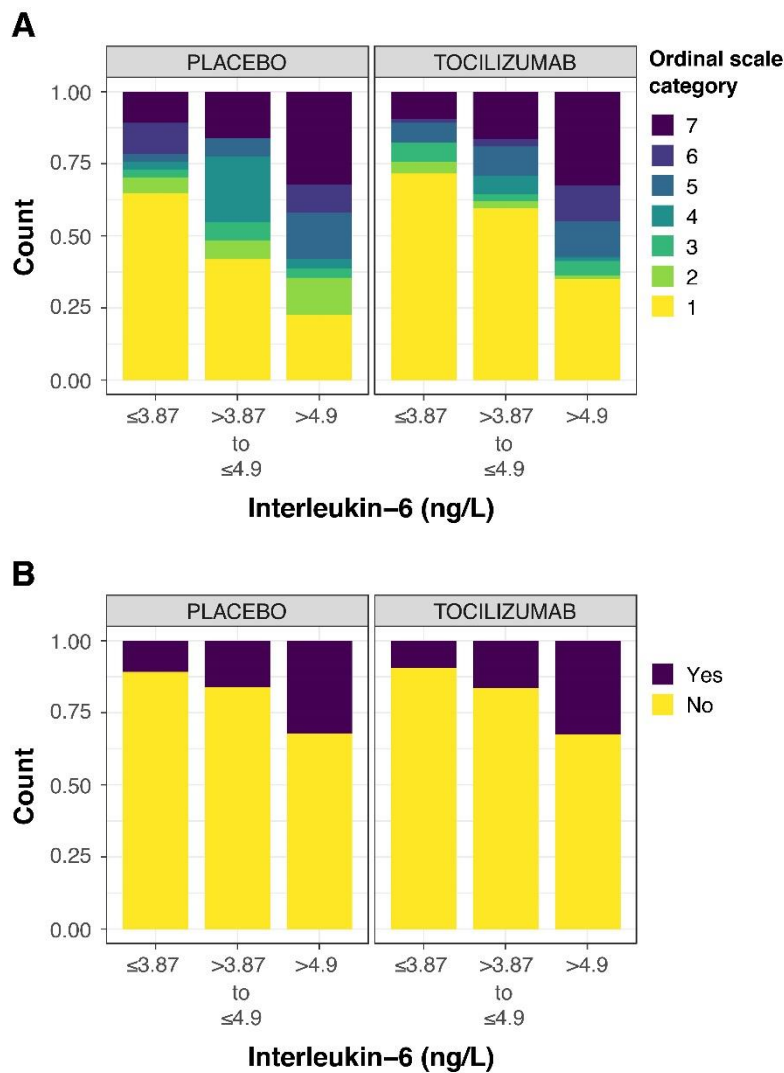 A
PLACEBO
TOCILIZUMAB
Ordinal scale
category
7
6
5
4
3
2
1
1.00
0.75
0.50
0.25
0.00
Count
≤3.87
>3.87
to
≤4.9
>4.9
≤3.87
>3.87
to
≤4.9
>4.9
Interleukin−6 (ng/L)
B
PLACEBO
TOCILIZUMAB
Yes
No
1.00
0.75
0.50
0.25
0.00
Count
≤3.87
>3.87
to
≤4.9
>4.9
≤3.87
>3.87
to
≤4.9
>4.9
Interleukin−6 (ng/L)